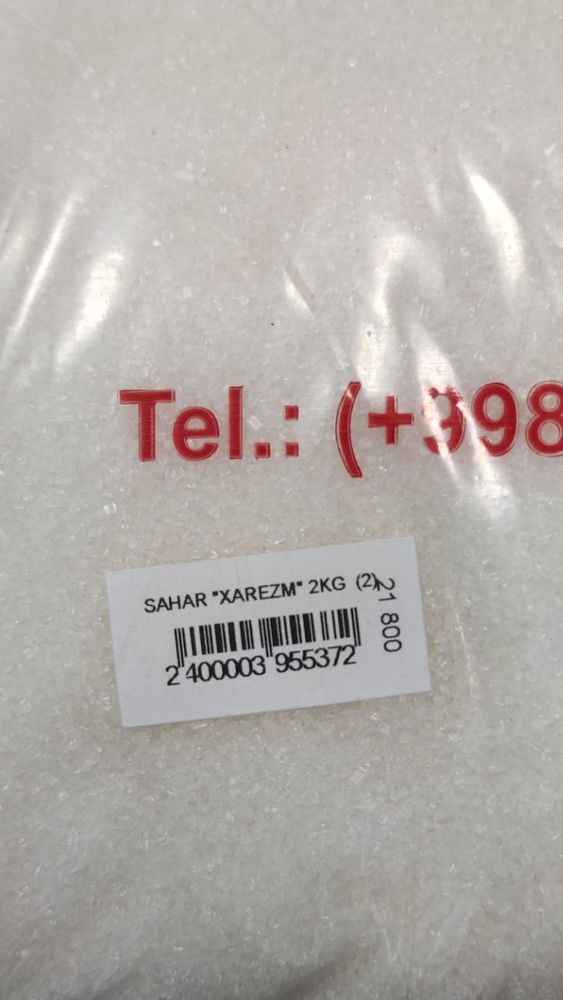 Tel.: (+998
SAHAR "XAREZM" 2KG (2)
21 800
2 400003 955372